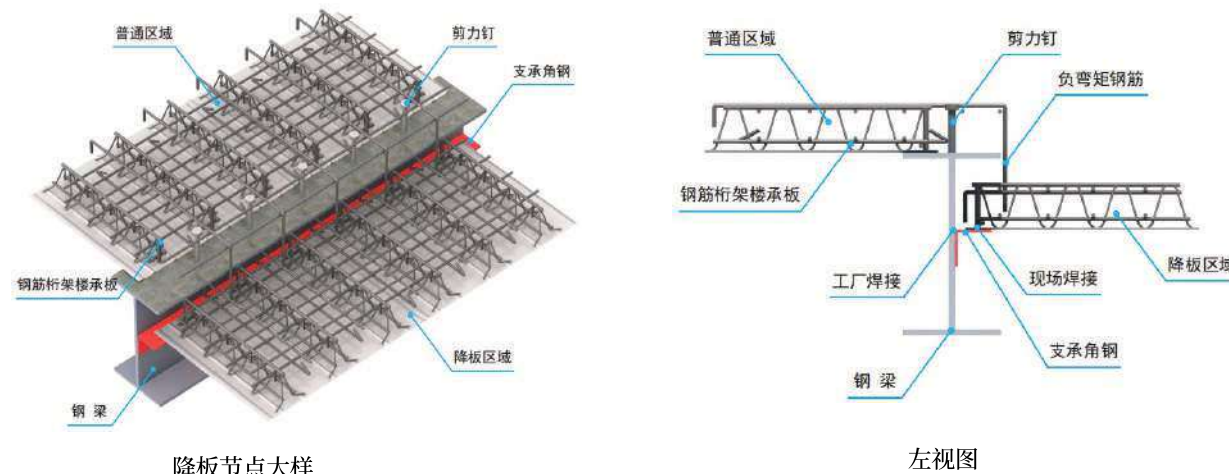 普通区域
剪力钉
支承角钢
钢筋桁架楼承板
降板区域
钢 梁
降板节点大样
普通区域
剪力钉
负弯矩钢筋
钢筋桁架楼承板
工厂焊接
现场焊接
降板区域
支承角钢
钢 梁
左视图